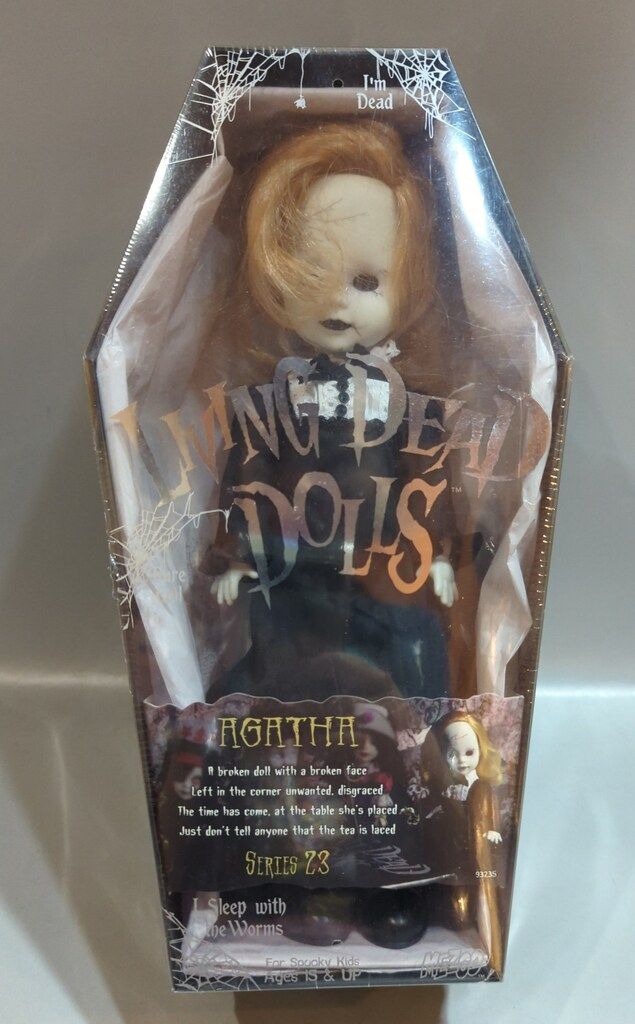 I'm
Dead
LIVING DEAD
DOLLS™
AGATHA
A broken doll with a broken face
Left in the corner unwanted, disgraced
The time has come, at the table she's placed
Just don't tell anyone that the tea is laced
SERIES 23
93235
I Sleep with
the Worms
For Spooky Kids
Ages 15 & UP
MEZCO